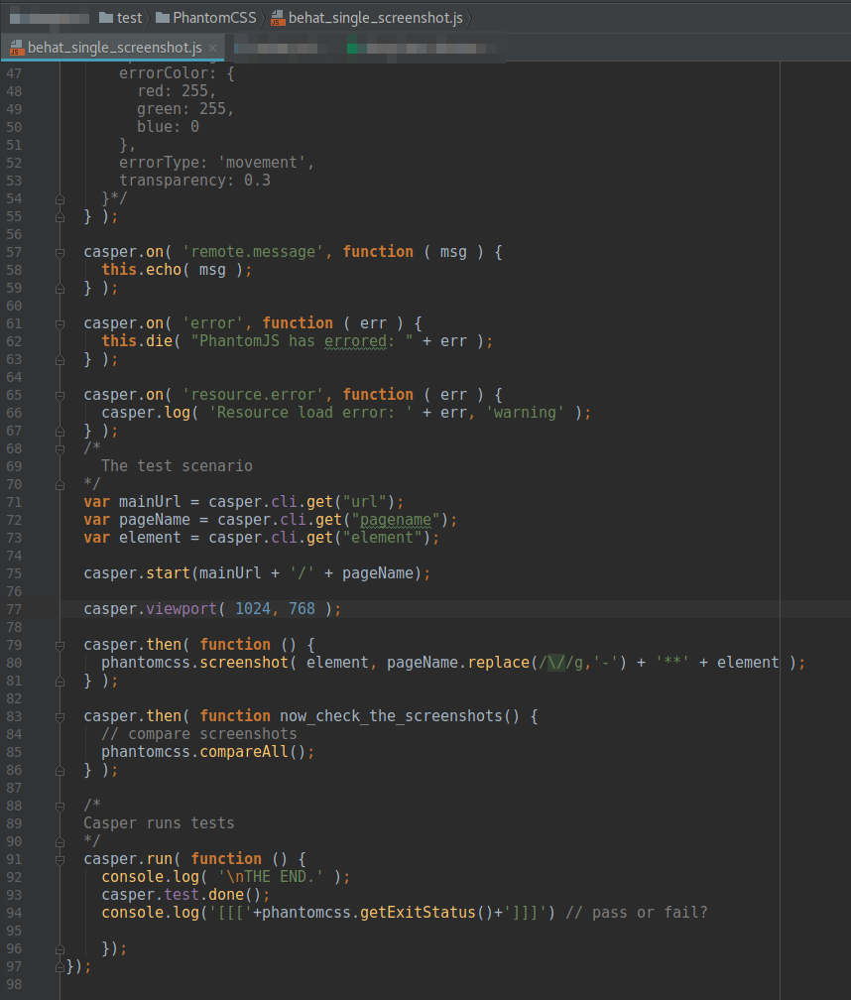 test PhantomCSS behat_single_screenshot.js
behat_single_screenshot.js ×
47 errorColor: {
48 red: 255,
49 green: 255,
50 blue: 0
51 },
52 errorType: 'movement',
53 transparency: 0.3
54 }*/
55 } );
56
57 casper.on( 'remote.message', function ( msg ) {
58 this.echo( msg );
59 } );
60
61 casper.on( 'error', function ( err ) {
62 this.die( "PhantomJS has errored: " + err );
63 } );
64
65 casper.on( 'resource.error', function ( err ) {
66 casper.log( 'Resource load error: ' + err, 'warning' );
67 } );
68 /*
69 The test scenario
70 */
71 var mainUrl = casper.cli.get("url");
72 var pageName = casper.cli.get("pagename");
73 var element = casper.cli.get("element");
74
75 casper.start(mainUrl + '/' + pageName);
76
77 casper.viewport( 1024, 768 );
78
79 casper.then( function () {
80 phantomcss.screenshot( element, pageName.replace(/\//g,'-') + '**' + element );
81 } );
82
83 casper.then( function now_check_the_screenshots() {
84 // compare screenshots
85 phantomcss.compareAll();
86 } );
87
88 /*
89 Casper runs tests
90 */
91 casper.run( function () {
92 console.log( '\nTHE END.' );
93 casper.test.done();
94 console.log('[[['+phantomcss.getExitStatus()+']]]') // pass or fail?
95
96 });
97 });
98